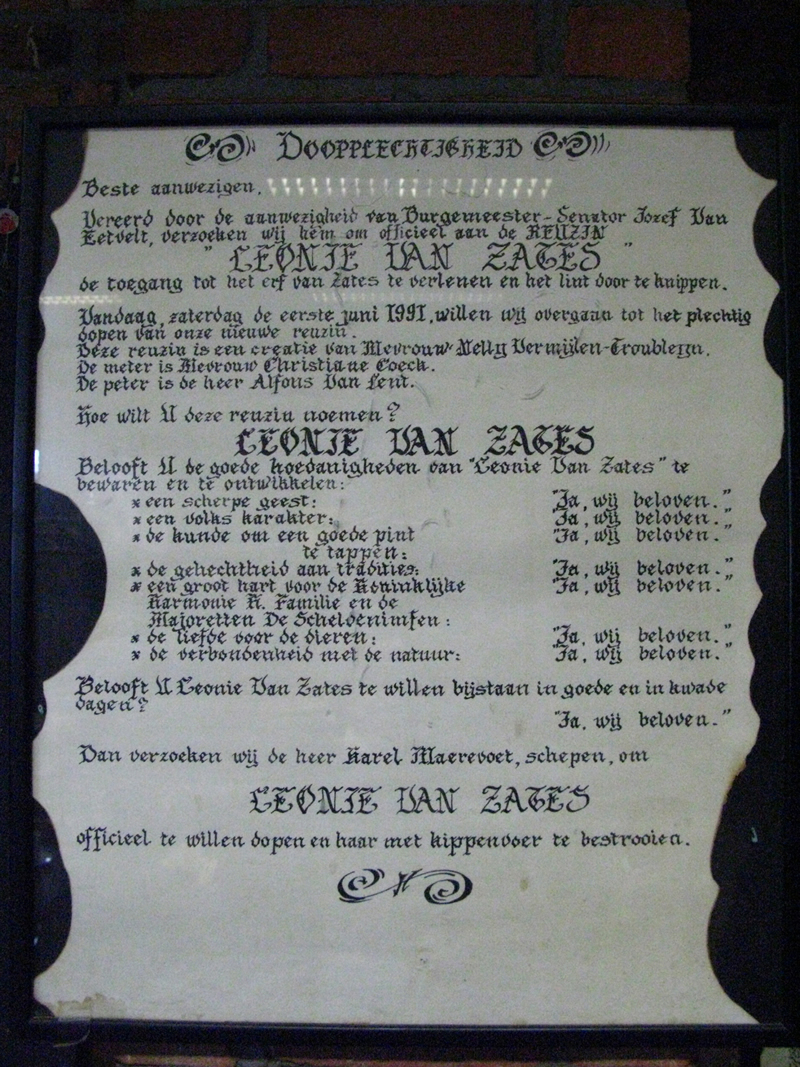 Doopplechtigheid
Beste aanwezigen.
Vereerd door de aanwezigheid van Burgemeester-Senator Jozef Van
Eetvelt, verzoeken wij hem om officieel aan de REUZIN
"LEONIE VAN ZATES"
de toegang tot het erf van Zates te verlenen en het lint door te knippen.
Vandaag, zaterdag de eerste juni 1991, willen wij overgaan tot het plechtig
dopen van onze nieuwe reuzin.
Deze reuzin is een creatie van Mevrouw Nelly Vermijlen-Troubleyn.
De meter is Mevrouw Christiane Coeck.
De peter is de heer Alfons Van Lent.
Hoe wilt U deze reuzin noemen?
LEONIE VAN ZATES
Belooft U de goede hoedanigheden van "Leonie Van Zates" te
bewaren en te ontwikkelen:
* een scherpe geest: "Ja, wij beloven."
* een volks karakter: "Ja, wij beloven."
* de kunde om een goede pint "Ja, wij beloven."
te tappen:
* de gehechtheid aan tradities: "Ja, wij beloven."
* een groot hart voor de Koninklijke "Ja, wij beloven."
Harmonie H. Familie en de
Majoretten De Scheldenimfen:
* de liefde voor de dieren: "Ja, wij beloven."
* de verbondenheid met de natuur: "Ja, wij beloven."
Belooft U Leonie Van Zates te willen bijstaan in goede en in kwade
dagen?
"Ja, wij beloven."
Dan verzoeken wij de heer Karel Maerevoet, schepen, om
LEONIE VAN ZATES
officieel te willen dopen en haar met kippenvoer te bestrooien.